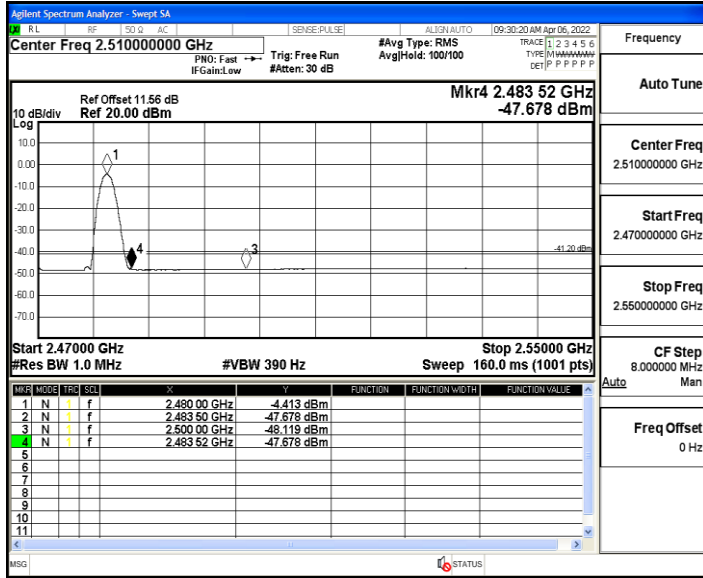 Agilent Spectrum Analyzer - Swept SA
RL RF 50 Ω AC SENSE:PULSE ALIGN AUTO 09:30:20 AM Apr 06, 2022
Center Freq 2.510000000 GHz
PNO: Fast
IFGain:Low
Trig: Free Run
#Atten: 30 dB
#Avg Type: RMS
Avg|Hold: 100/100
TRACE 1 2 3 4 5 6
TYPE M WWWWW
DET P P P P P P
Ref Offset 11.56 dB
Ref 20.00 dBm
10 dB/div
Log
Mkr4 2.483 52 GHz
-47.678 dBm
10.0
0.00
-10.0
-20.0
-30.0
-40.0
-50.0
-60.0
-70.0
1
4
3
-41.20 dBm
Start 2.47000 GHz
#Res BW 1.0 MHz
#VBW 390 Hz
Stop 2.55000 GHz
Sweep 160.0 ms (1001 pts)
MKR MODE TRC SCL X Y FUNCTION FUNCTION WIDTH FUNCTION VALUE
1 N 1 f 2.480 00 GHz -4.413 dBm
2 N 1 f 2.483 50 GHz -47.678 dBm
3 N 1 f 2.500 00 GHz -48.119 dBm
4 N 1 f 2.483 52 GHz -47.678 dBm
5
6
7
8
9
10
11
MSG STATUS
Frequency
Auto Tune
Center Freq
2.510000000 GHz
Start Freq
2.470000000 GHz
Stop Freq
2.550000000 GHz
CF Step
8.000000 MHz
Auto Man
Freq Offset
0 Hz